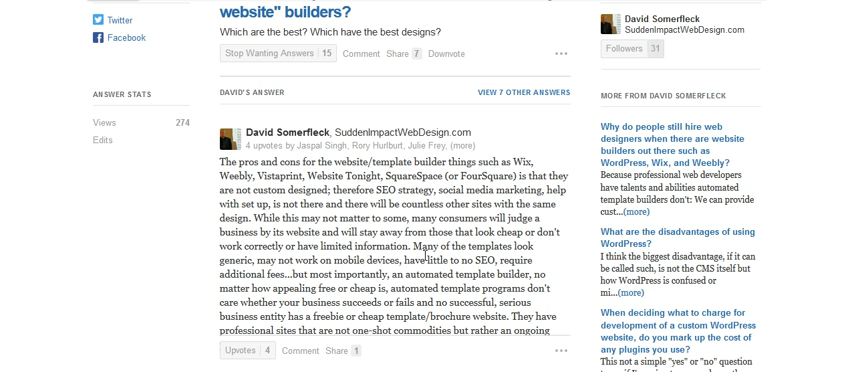 website" builders?
Which are the best? Which have the best designs?
Stop Wanting Answers 15 Comment Share 7 Downvote
Twitter
Facebook
ANSWER STATS
Views 274
Edits
DAVID'S ANSWER VIEW 7 OTHER ANSWERS
David Somerfleck, SuddenImpactWebDesign.com
4 upvotes by Jaspal Singh, Rory Hurlburt, Julie Frey, (more)
The pros and cons for the website/template builder things such as Wix,
Weebly, Vistaprint, Website Tonight, SquareSpace (or FourSquare) is that they
are not custom designed; therefore SEO strategy, social media marketing, help
with set up, is not there and there will be countless other sites with the same
design. While this may not matter to some, many consumers will judge a
business by its website and will stay away from those that look cheap or don't
work correctly or have limited information. Many of the templates look
generic, may not work on mobile devices, have little to no SEO, require
additional fees...but most importantly, an automated template builder, no
matter how appealing free or cheap is, automated template programs don't
care whether your business succeeds or fails and no successful, serious
business entity has a freebie or cheap template/brochure website. They have
professional sites that are not one-shot commodities but rather an ongoing
Upvotes 4 Comment Share 1
David Somerfleck
SuddenImpactWebDesign.com
Followers 31
MORE FROM DAVID SOMERFLECK
Why do people still hire web
designers when there are website
builders out there such as
WordPress, Wix, and Weebly?
Because professional web developers
have talents and abilities automated
template builders don't: We can provide
cust...(more)
What are the disadvantages of using
WordPress?
I think the biggest disadvantage, if it can
be called such, is not the CMS itself but
how WordPress is confused or
mi...(more)
When deciding what to charge for
development of a custom WordPress
website, do you mark up the cost of
any plugins you use?
This not a simple "yes" or "no" question